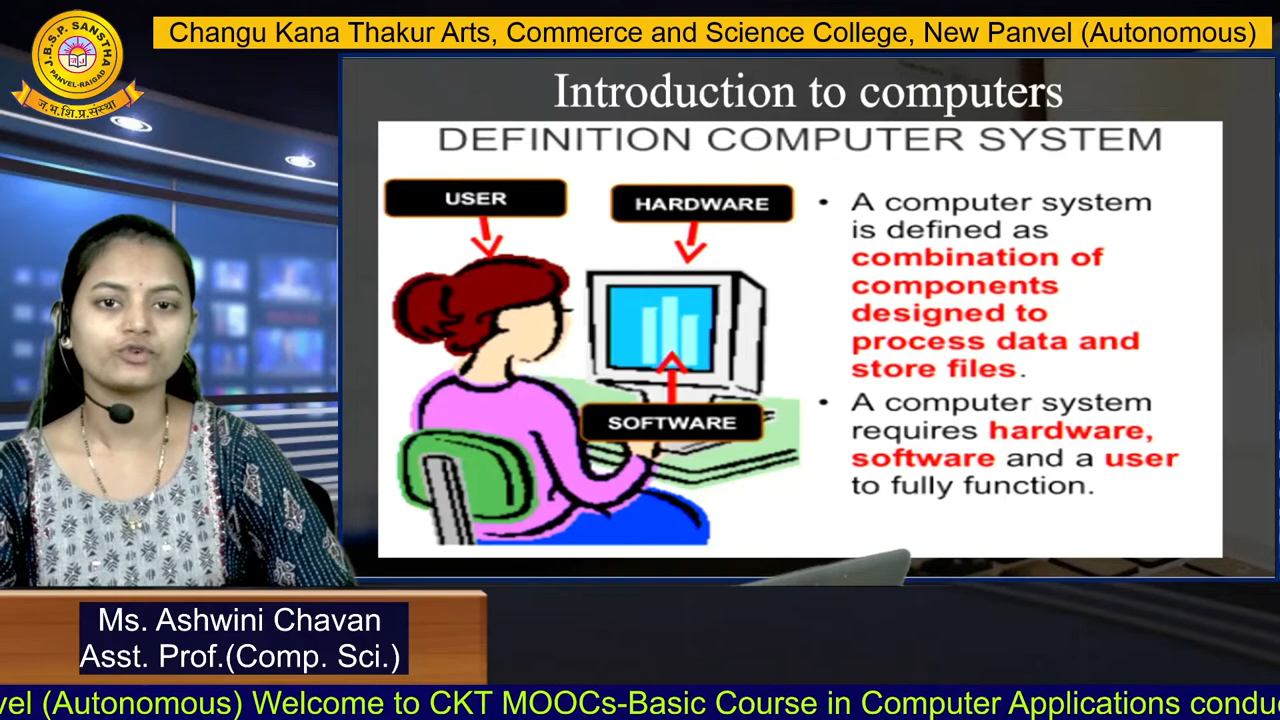 J.B.S.P. SANSTHA
PANVEL-RAIGAD
ज.भ.शि.प्र.संस्था
Changu Kana Thakur Arts, Commerce and Science College, New Panvel (Autonomous)
Introduction to computers
DEFINITION COMPUTER SYSTEM
USER
HARDWARE
SOFTWARE
• A computer system
is defined as
combination of
components
designed to
process data and
store files.
• A computer system
requires hardware,
software and a user
to fully function.
Ms. Ashwini Chavan
Asst. Prof.(Comp. Sci.)
vel (Autonomous) Welcome to CKT MOOCs-Basic Course in Computer Applications condu